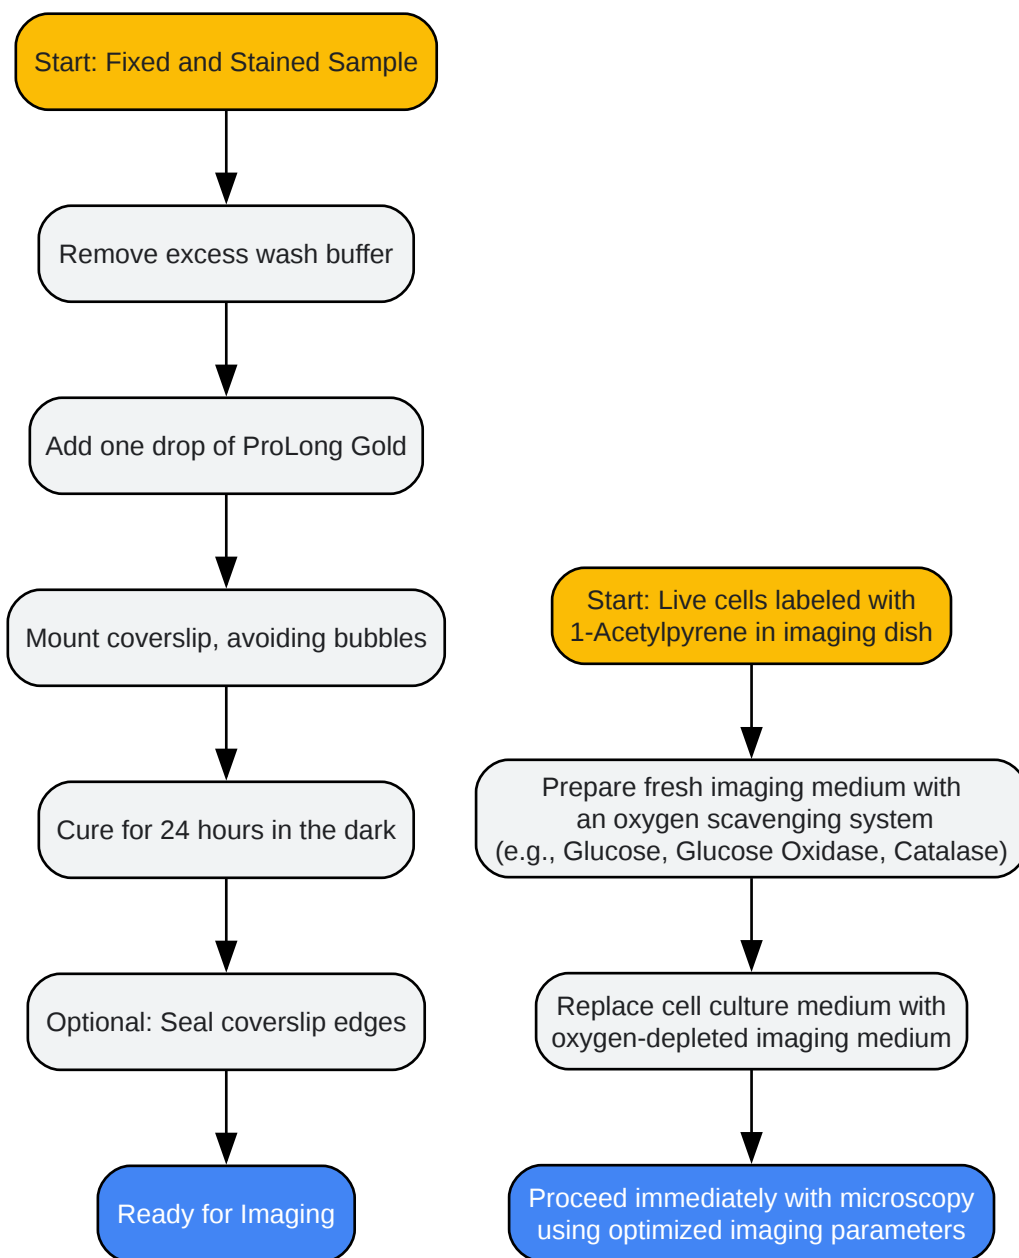 Start: Fixed and Stained Sample
Remove excess wash buffer
Add one drop of ProLong Gold
Mount coverslip, avoiding bubbles
Cure for 24 hours in the dark
Optional: Seal coverslip edges
Ready for Imaging
Start: Live cells labeled with
1-Acetylpyrene in imaging dish
Prepare fresh imaging medium with
an oxygen scavenging system
(e.g., Glucose, Glucose Oxidase, Catalase)
Replace cell culture medium with
oxygen-depleted imaging medium
Proceed immediately with microscopy
using optimized imaging parameters